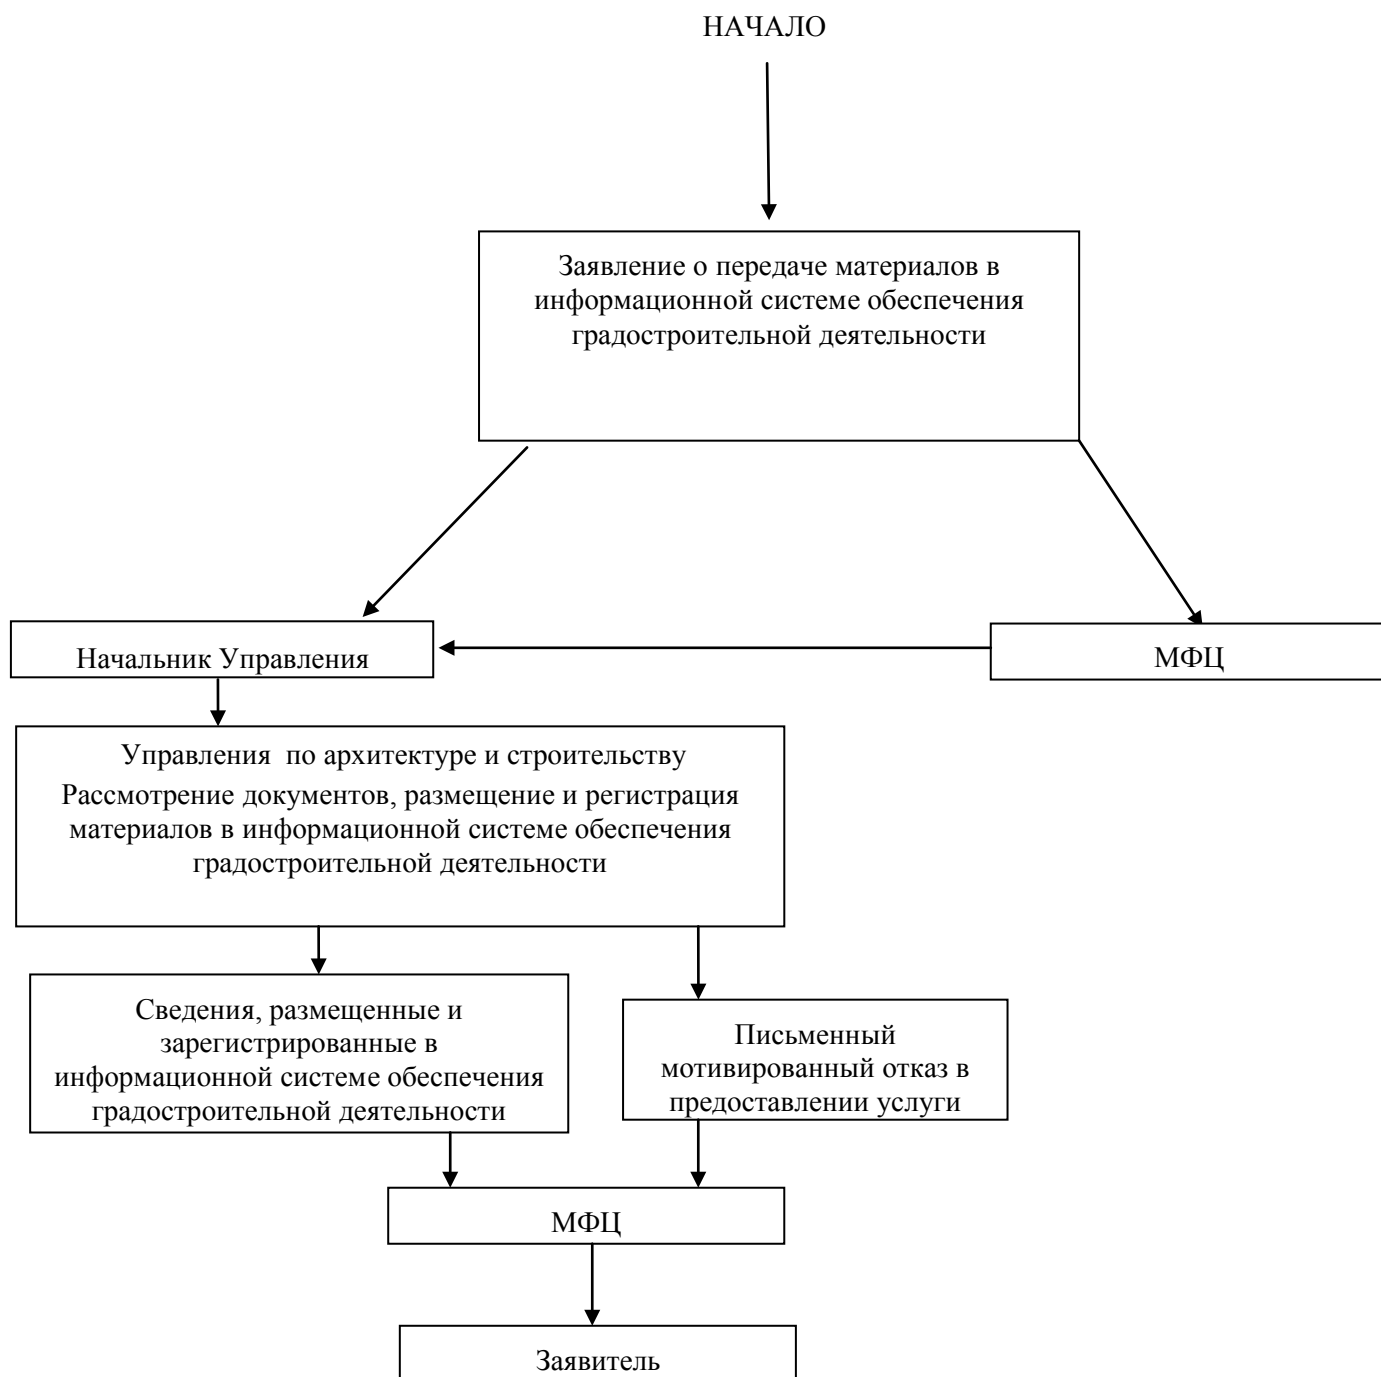 НАЧАЛО
Заявление о передаче материалов в
информационной системе обеспечения
градостроительной деятельности
Начальник Управления
МФЦ
Управления по архитектуре и строительству
Рассмотрение документов, размещение и регистрация
материалов в информационной системе обеспечения
градостроительной деятельности
Сведения, размещенные и
зарегистрированные в
информационной системе обеспечения
градостроительной деятельности
Письменный
мотивированный отказ в
предоставлении услуги
МФЦ
Заявитель